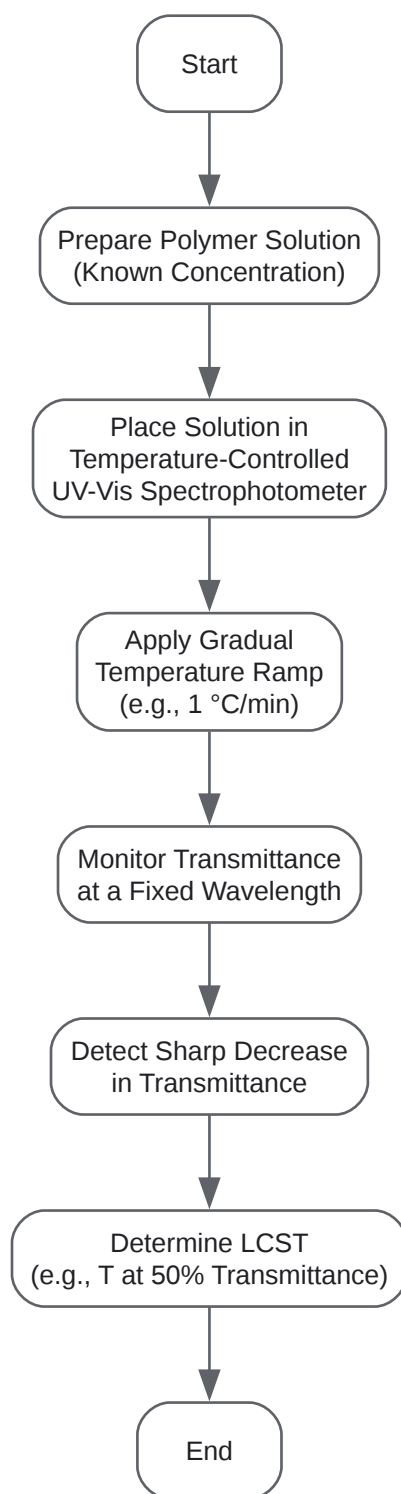 Start
Prepare Polymer Solution
(Known Concentration)
Place Solution in
Temperature-Controlled
UV-Vis Spectrophotometer
Apply Gradual
Temperature Ramp
(e.g., 1 °C/min)
Monitor Transmittance
at a Fixed Wavelength
Detect Sharp Decrease
in Transmittance
Determine LCST
(e.g., T at 50% Transmittance)
End